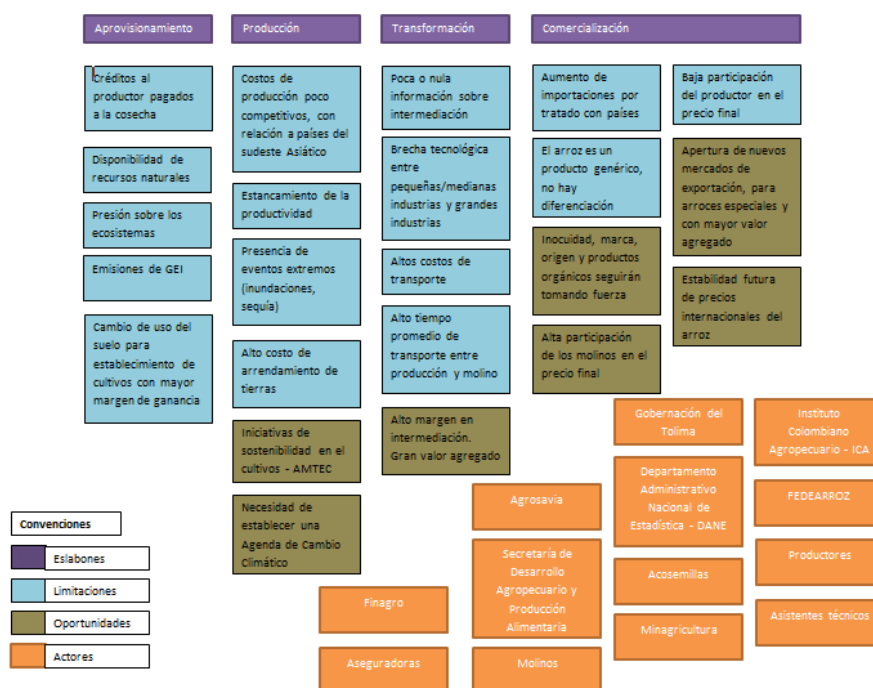 Aprovisionamiento
Producción
Transformación
Comercialización
Créditos al
productor pagados
a la cosecha
Disponibilidad de
recursos naturales
Presión sobre los
ecosistemas
Emisiones de GEI
Cambio de uso del
suelo para
establecimiento de
cultivos con mayor
margen de ganancia
Costos de
producción poco
competitivos, con
relación a países del
sudeste Asiático
Estancamiento de la
productividad
Presencia de
eventos extremos
(inundaciones,
sequía)
Alto costo de
arrendamiento de
tierras
Iniciativas de
sostenibilidad en el
cultivos - AMTEC
Necesidad de
establecer una
Agenda de Cambio
Climático
Poca o nula
información sobre
intermediación
Brecha tecnológica
entre
pequeñas/medianas
industrias y grandes
industrias
Altos costos de
transporte
Alto tiempo
promedio de
transporte entre
producción y molino
Alto margen en
intermediación.
Gran valor agregado
Aumento de
importaciones por
tratado con países
El arroz es un
producto genérico,
no hay
diferenciación
Inocuidad, marca,
origen y productos
orgánicos seguirán
tomando fuerza
Alta participación
de los molinos en el
precio final
Baja participación
del productor en el
precio final
Apertura de nuevos
mercados de
exportación, para
arroces especiales y
con mayor valor
agregado
Estabilidad futura
de precios
internacionales del
arroz
Convenciones
Eslabones
Limitaciones
Oportunidades
Actores
Finagro
Aseguradoras
Agrosavia
Secretaría de
Desarrollo
Agropecuario y
Producción
Alimentaria
Molinos
Gobernación del
Tolima
Departamento
Administrativo
Nacional de
Estadística - DANE
Acosemillas
Minagricultura
Instituto
Colombiano
Agropecuario - ICA
FEDEARROZ
Productores
Asistentes técnicos